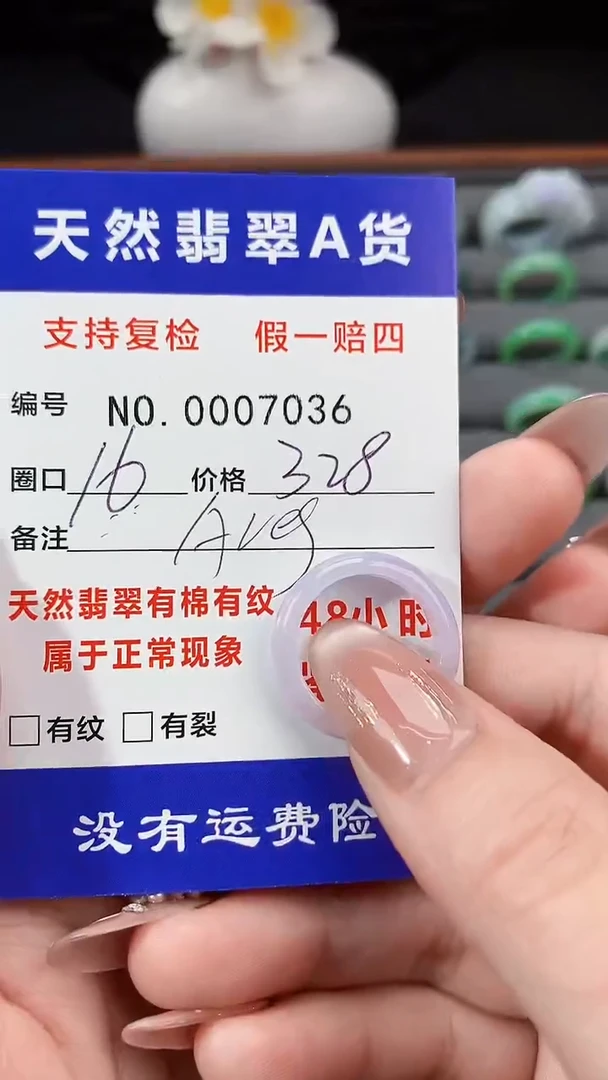 天然翡翠A货
支持复检 假一赔四
编号 NO.0007036
圈口 16 价格 328
备注
天然翡翠有棉有纹
属于正常现象
48小时
有纹 有裂
没有运费险